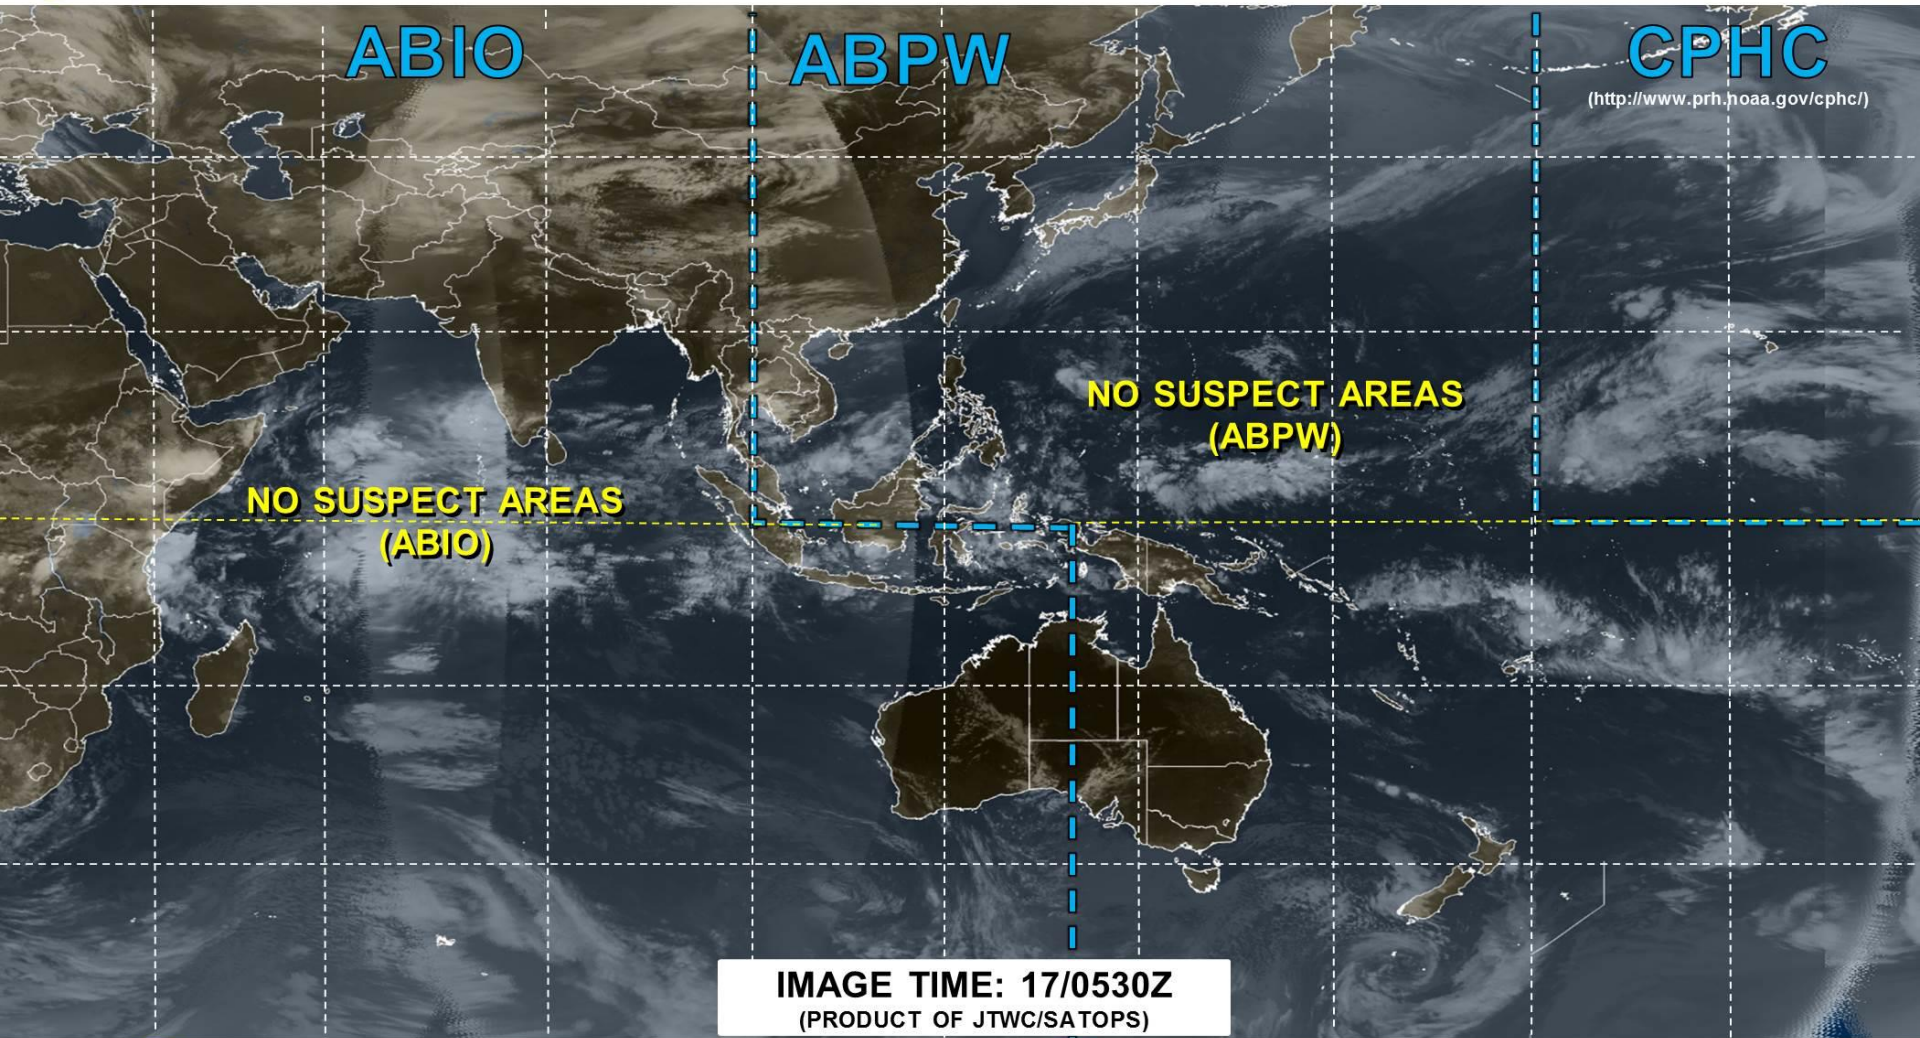 ABIO
ABPW
CPHC
(http://www.prh.noaa.gov/cphc/)
NO SUSPECT AREAS
(ABPW)
NO SUSPECT AREAS
(ABIO)
IMAGE TIME: 17/0530Z
(PRODUCT OF JTWC/SATOPS)